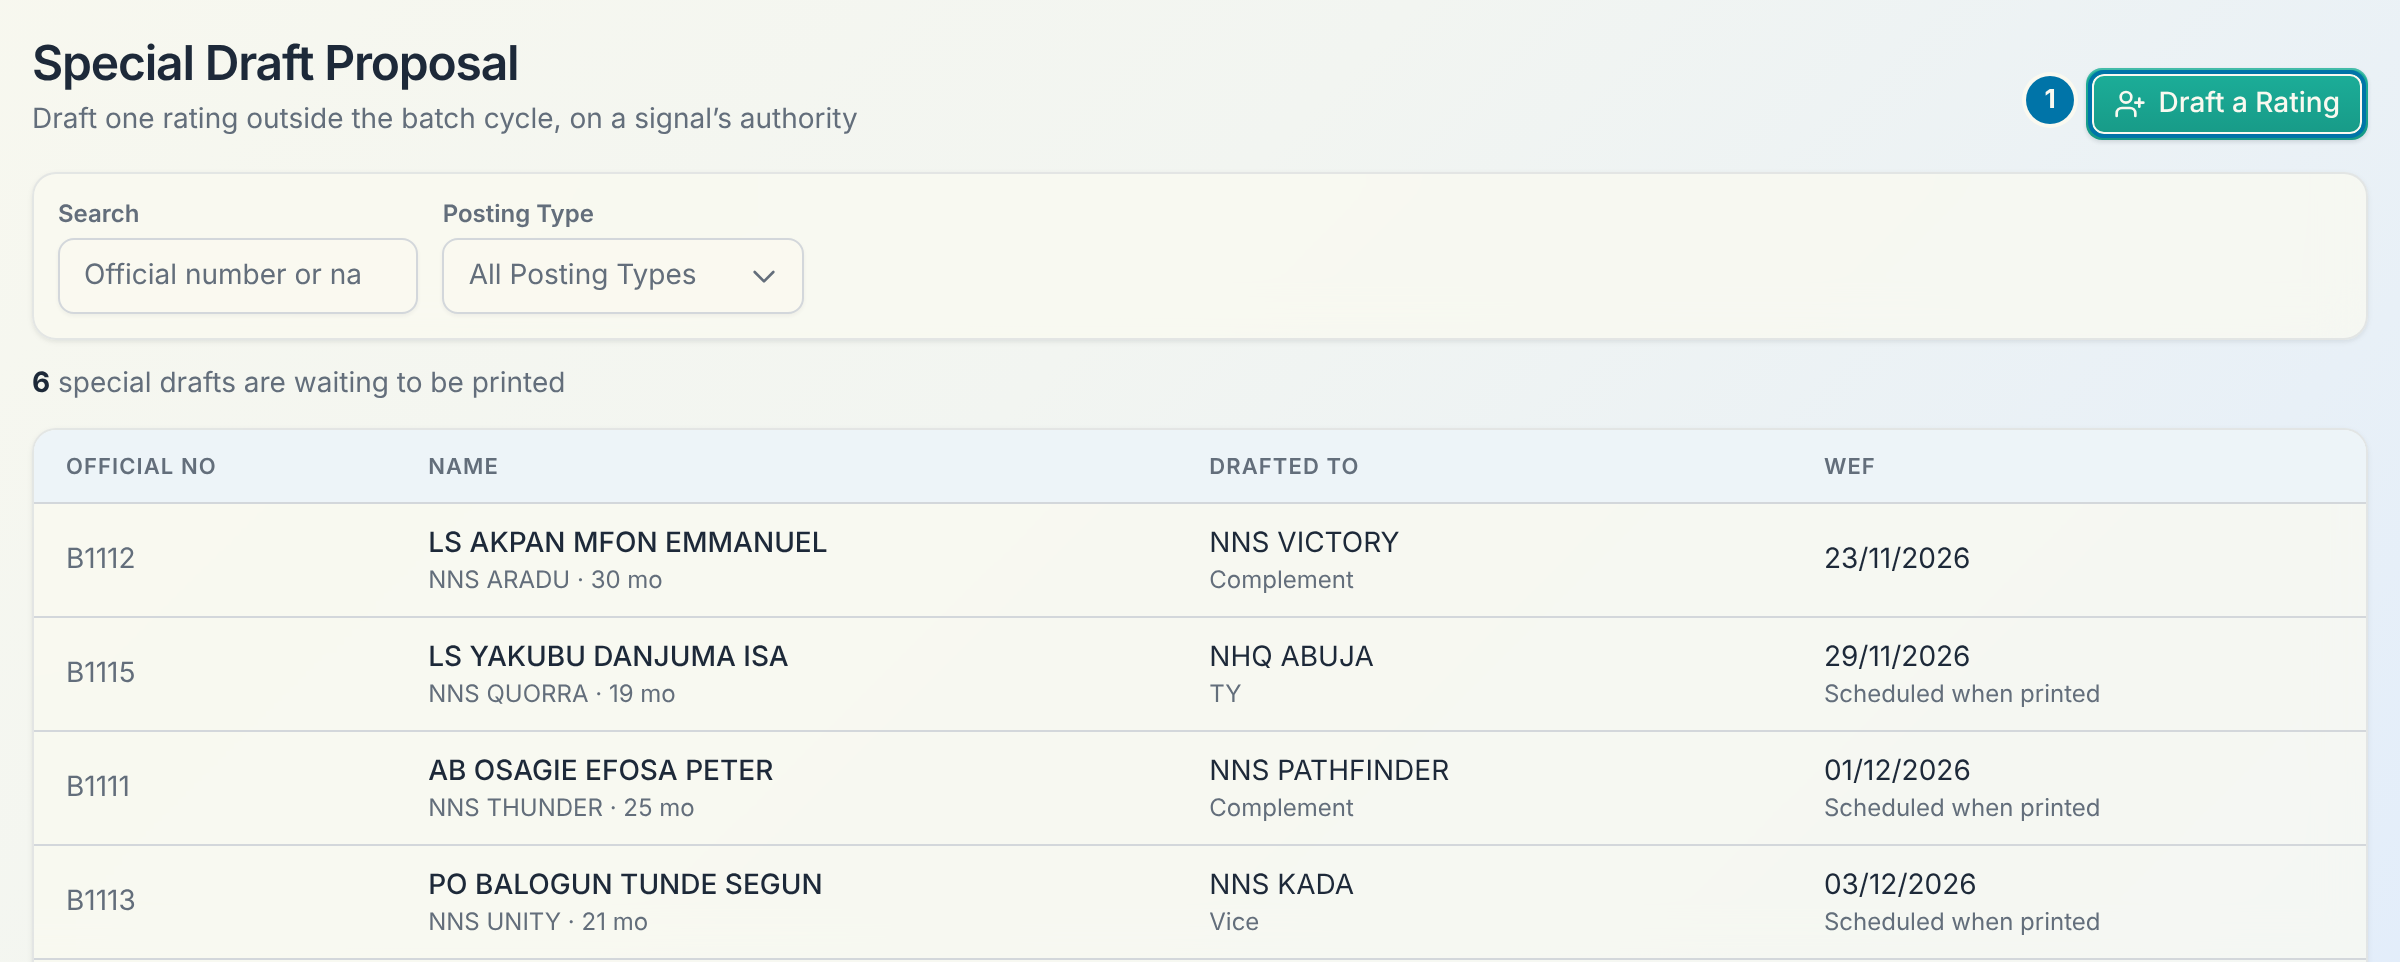 Special Draft Proposal
Draft one rating outside the batch cycle, on a signal’s authority
1
Draft a Rating
Search
Posting Type
Official number or na
All Posting Types
6 special drafts are waiting to be printed
OFFICIAL NO
NAME
DRAFTED TO
WEF
B1112
LS AKPAN MFON EMMANUEL
NNS ARADU · 30 mo
NNS VICTORY
Complement
23/11/2026
B1115
LS YAKUBU DANJUMA ISA
NNS QUORRA · 19 mo
NHQ ABUJA
TY
29/11/2026
Scheduled when printed
B1111
AB OSAGIE EFOSA PETER
NNS THUNDER · 25 mo
NNS PATHFINDER
Complement
01/12/2026
Scheduled when printed
B1113
PO BALOGUN TUNDE SEGUN
NNS UNITY · 21 mo
NNS KADA
Vice
03/12/2026
Scheduled when printed